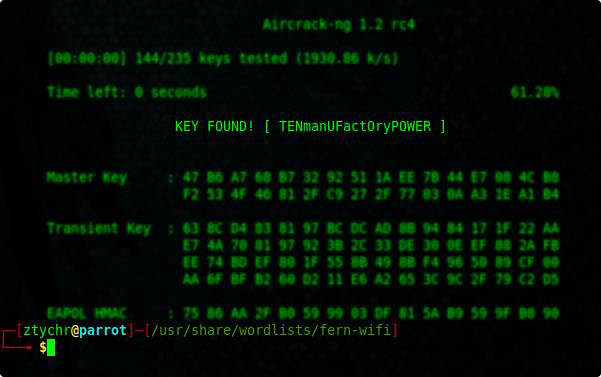 Aircrack-ng 1.2 rc4
[00:00:00] 144/235 keys tested (1930.86 k/s)
Time left: 0 seconds 61.28%
KEY FOUND! [ TENmanUFactOryPOWER ]
Master Key : 47 B6 A7 68 B7 32 92 51 1A EE 7B 44 E7 08 4C B8
F2 53 4F 46 81 2F C9 27 2F 77 03 0A A3 1E A1 B4
Transient Key : 63 8C D4 83 81 97 BC DC AD 8B 94 84 17 1F 22 AA
E7 4A 70 81 97 92 3B 2C 33 DE 30 0E EF 88 2A FB
EE 74 BD EF 80 1F 55 8B 49 8B F4 96 50 89 CF 00
AA 6F BF B2 60 D2 11 E6 A2 65 3C 9C 2F 79 C2 D5
EAPOL HMAC : 75 86 AA 2F B0 59 99 03 DF 81 5A B9 59 9F B8 90
[ztychr@parrot]─[/usr/share/wordlists/fern-wifi]
$